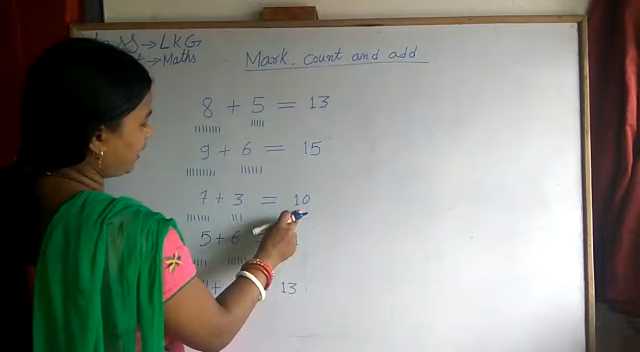 LKG
→ Maths
Mark, count and add
8 + 5 = 13
9 + 6 = 15
7 + 3 = 10
5 + 6
13